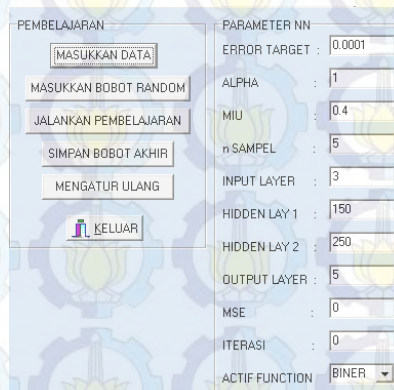 PEMBELAJARAN
MASUKKAN DATA
MASUKKAN BOBOT RANDOM
JALANKAN PEMBELAJARAN
SIMPAN BOBOT AKHIR
MENGATUR ULANG
KELUAR
PARAMETER NN
ERROR TARGET : 0.0001
ALPHA : 1
MIU : 0.4
n SAMPEL : 5
INPUT LAYER : 3
HIDDEN LAY 1 : 150
HIDDEN LAY 2 : 250
OUTPUT LAYER : 5
MSE : 0
ITERASI : 0
ACTIF FUNCTION BINER